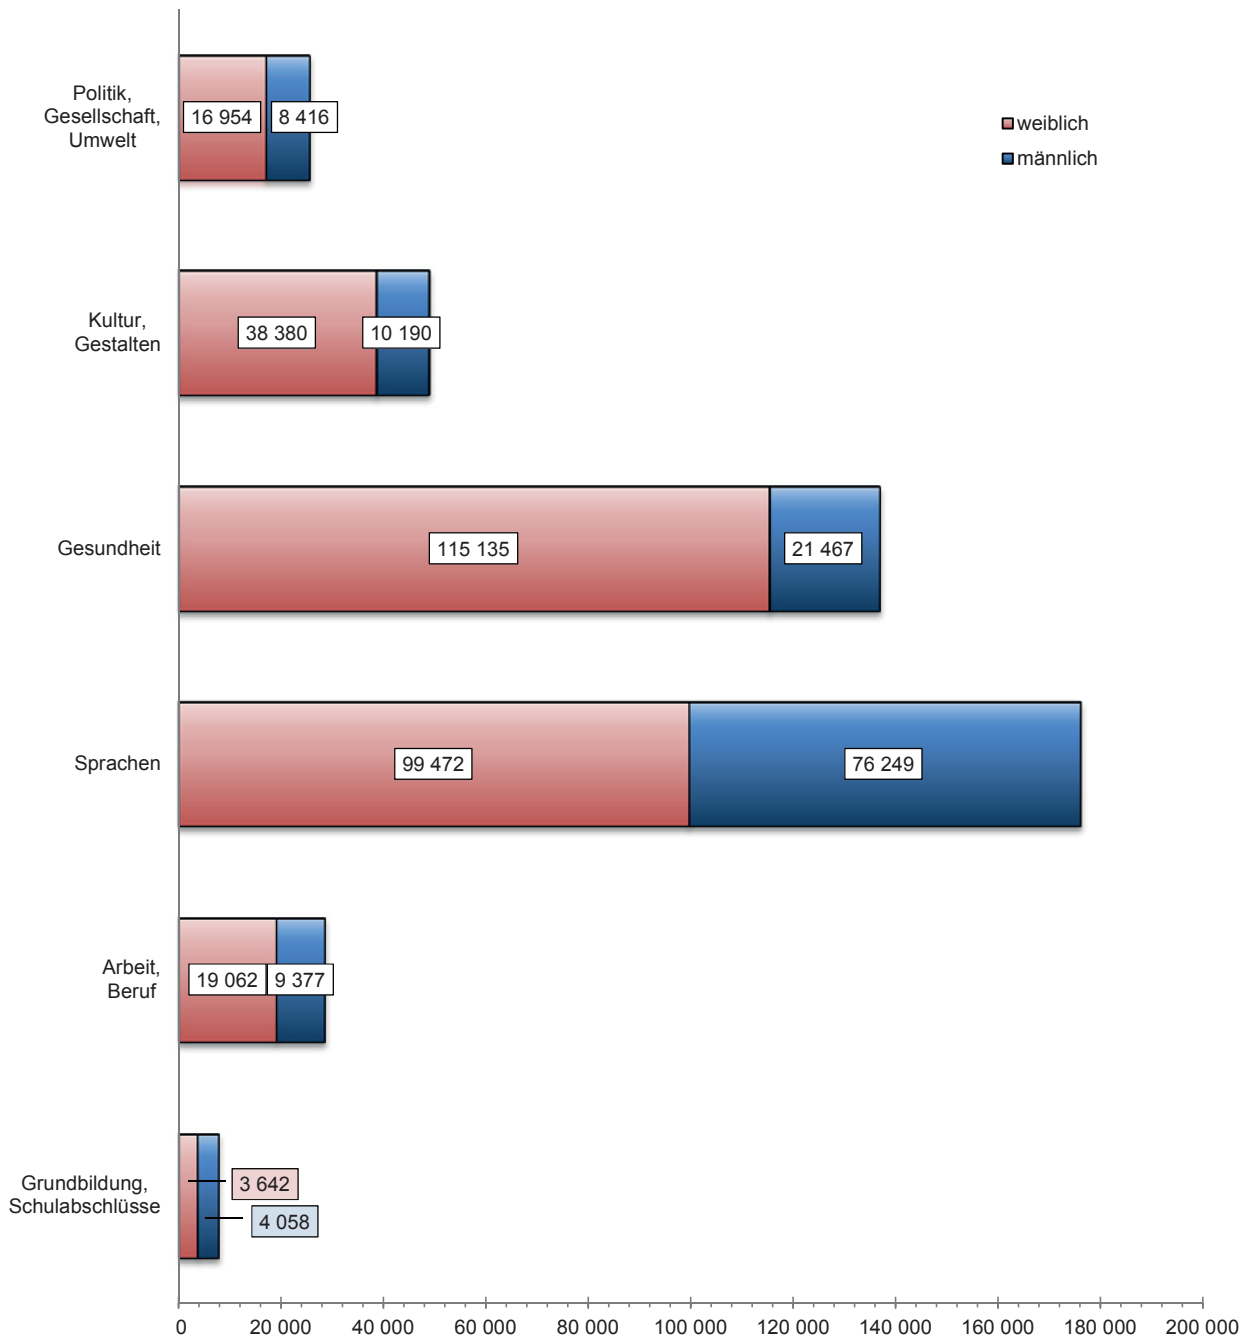 Politik,
Gesellschaft,
Umwelt
16 954
8 416
weiblich
männlich
Kultur,
Gestalten
38 380
10 190
Gesundheit
115 135
21 467
Sprachen
99 472
76 249
Arbeit,
Beruf
19 062
9 377
Grundbildung,
Schulabschlüsse
3 642
4 058
0
20 000
40 000
60 000
80 000
100 000
120 000
140 000
160 000
180 000
200 000